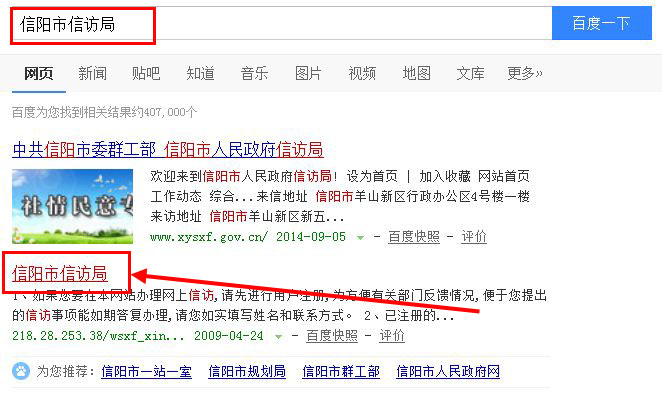 信阳市信访局
百度一下
网页 新闻 贴吧 知道 音乐 图片 视频 地图 文库 更多»
百度为您找到相关结果约407,000个
中共信阳市委群工部 信阳市人民政府信访局
社情民意专
欢迎来到信阳市人民政府信访局! 设为首页 | 加入收藏 网站首页
工作动态 综合...来信地址 信阳市羊山新区行政办公区4号楼一楼
来访地址 信阳市羊山新区新五...
www.xysxf.gov.cn/ 2014-09-05 - 百度快照 - 评价
信阳市信访局
1、如果您要在本网站办理网上信访,请先进行用户注册,为方便有关部门反馈情况,便于您提出
的信访事项能如期答复办理,请您如实填写姓名和联系方式。 2、已注册的...
218.28.253.38/wsxf_xin... 2009-04-24 - 百度快照 - 评价
为您推荐: 信阳市一站一室 信阳市规划局 信阳市群工部 信阳市人民政府网